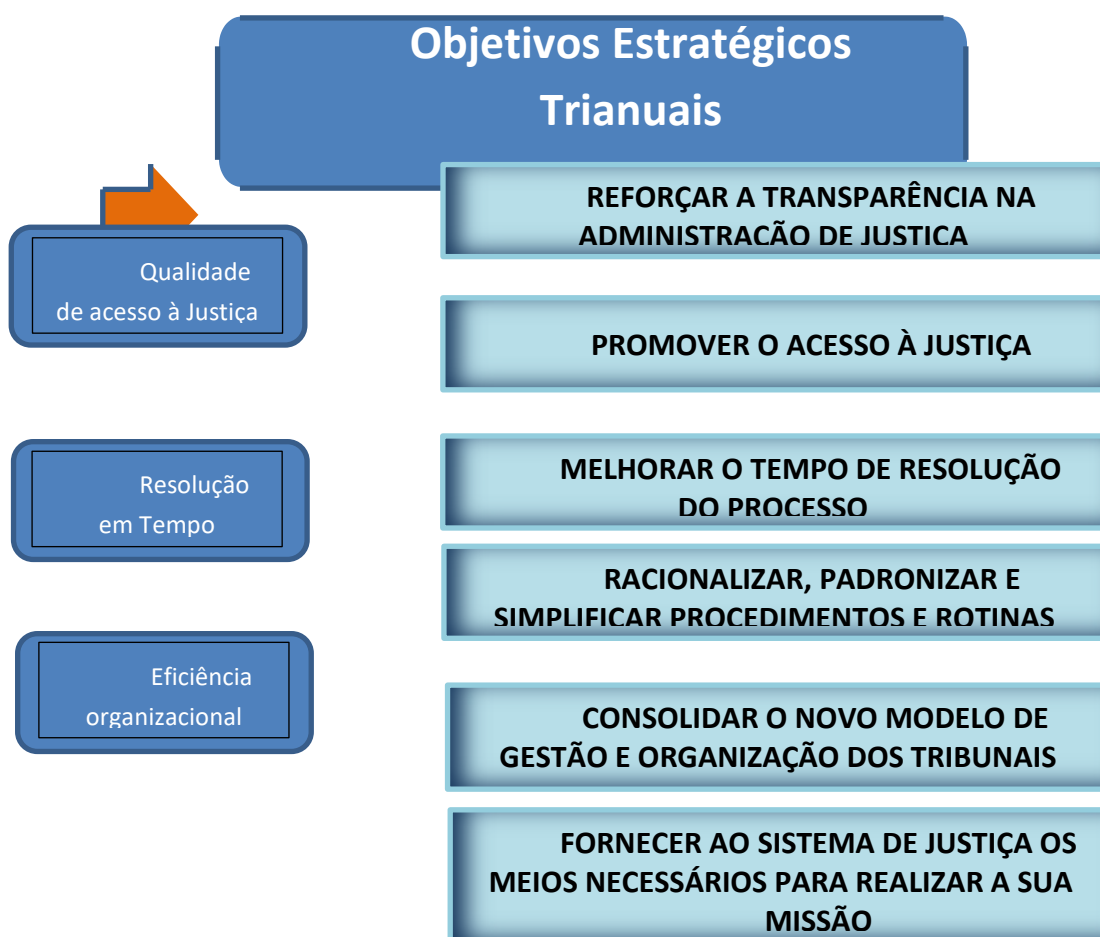 Objetivos Estratégicos
Trianuais
REFORÇAR A TRANSPARÊNCIA NA
ADMINISTRAÇÃO DE JUSTIÇA
Qualidade
de acesso à Justiça
PROMOVER O ACESSO À JUSTIÇA
Resolução
em Tempo
MELHORAR O TEMPO DE RESOLUÇÃO
DO PROCESSO
RACIONALIZAR, PADRONIZAR E
SIMPLIFICAR PROCEDIMENTOS E ROTINAS
Eficiência
organizacional
CONSOLIDAR O NOVO MODELO DE
GESTÃO E ORGANIZAÇÃO DOS TRIBUNAIS
FORNECER AO SISTEMA DE JUSTIÇA OS
MEIOS NECESSÁRIOS PARA REALIZAR A SUA
MISSÃO